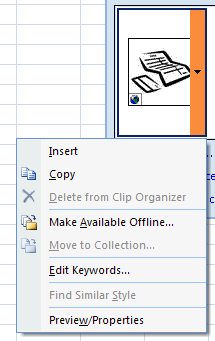 Insert
Copy
Delete from Clip Organizer
Make Available Offline...
Move to Collection...
Edit Keywords...
Find Similar Style
Preview/Properties